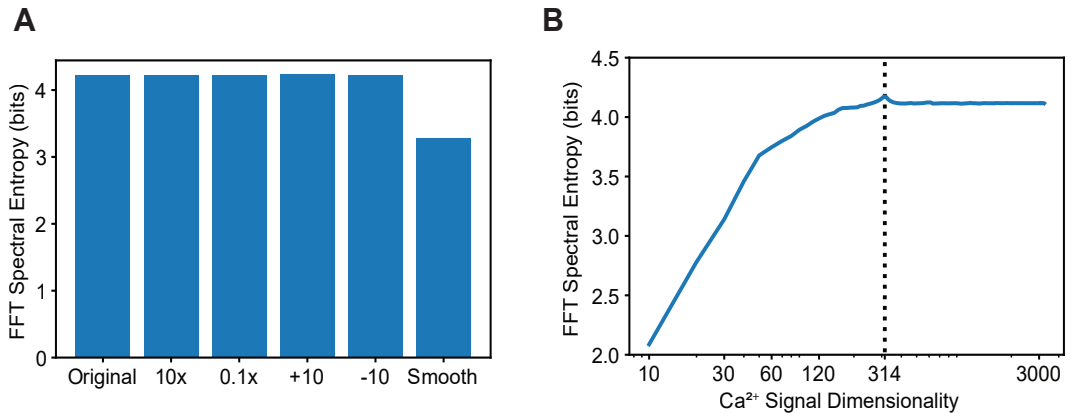 A
FFT Spectral Entropy (bits)
4
3
2
1
0
Original 10x 0.1x +10 -10 Smooth
B
FFT Spectral Entropy (bits)
4.5
4.0
3.5
3.0
2.5
2.0
10 30 60 120 314 3000
Ca²⁺ Signal Dimensionality